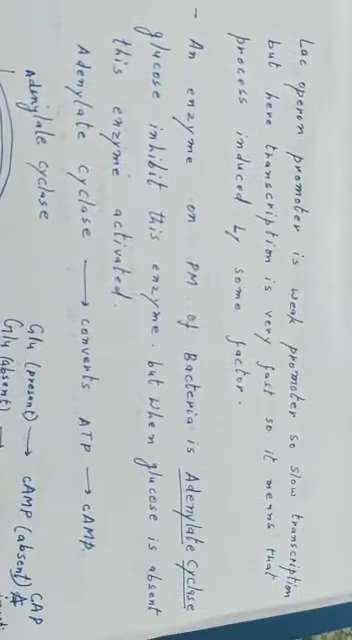 Lac operon promoter is weak promoter so slow transcription
but here transcription is very fast so it means that
process induced by some factor.
- An enzyme on PM of Bacteria is Adenylate cyclase
glucose inhibit this enzyme. but when glucose is absent
this enzyme activated.
Adenylate cyclase → converts ATP → cAMP.
Adenylate cyclase
Glu (present) → cAMP (absent) CAP
Glu (absent) →